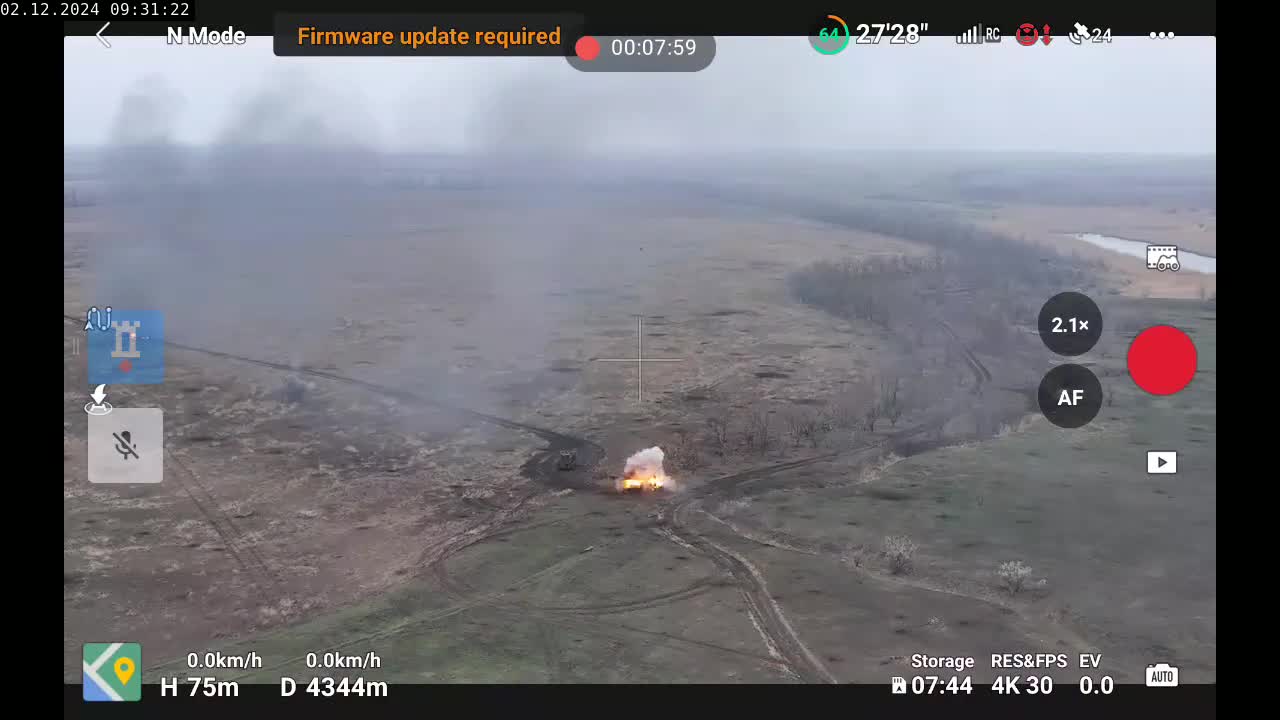 02.12.2024 09:31:22
N Mode
Firmware update required
00:07:59
64
27'28"
RC
24
2.1×
AF
0.0km/h
0.0km/h
H 75m
D 4344m
Storage
RES&FPS
EV
07:44
4K 30
0.0
AUTO